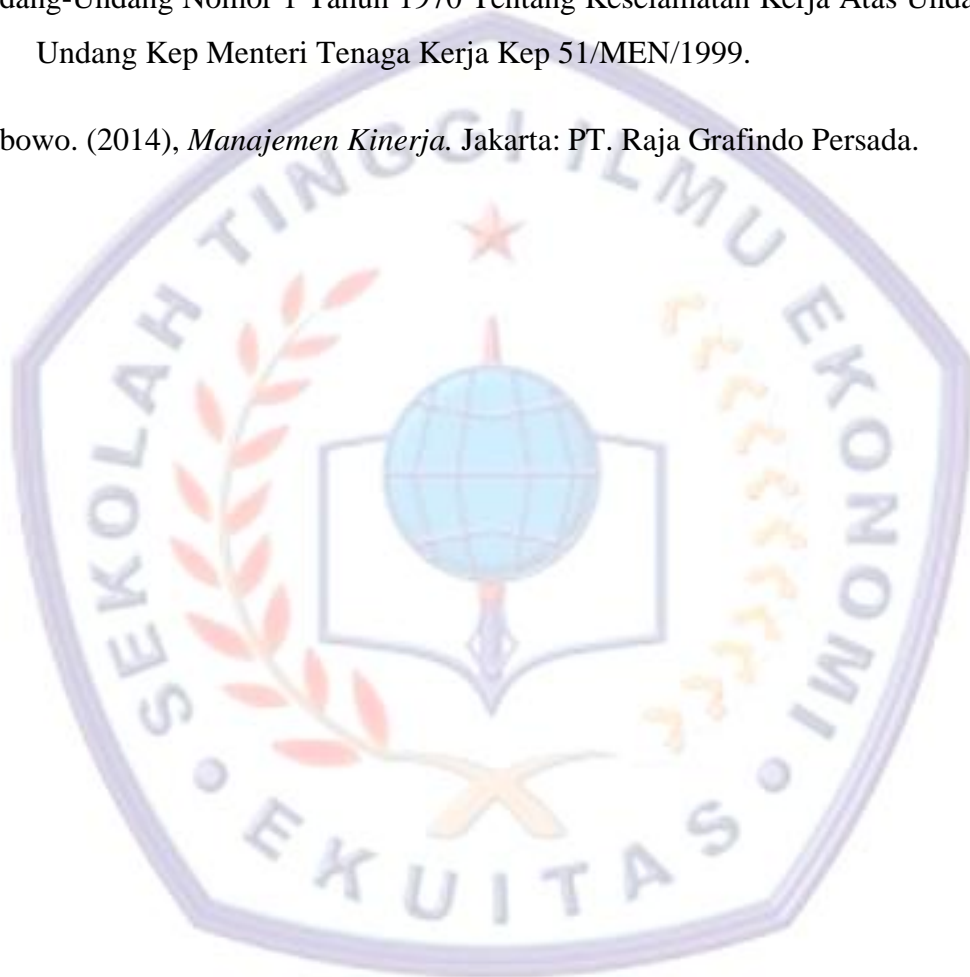 dang-Undang Nomor 1 Tahun 1970 Tentang Keselamatan Kerja Atas Unda
Undang Kep Menteri Tenaga Kerja Kep 51/MEN/1999.
bowo. (2014), Manajemen Kinerja. Jakarta: PT. Raja Grafindo Persada.
SEKOLAH TINGGI ILMU EKONOMI
EKUITAS